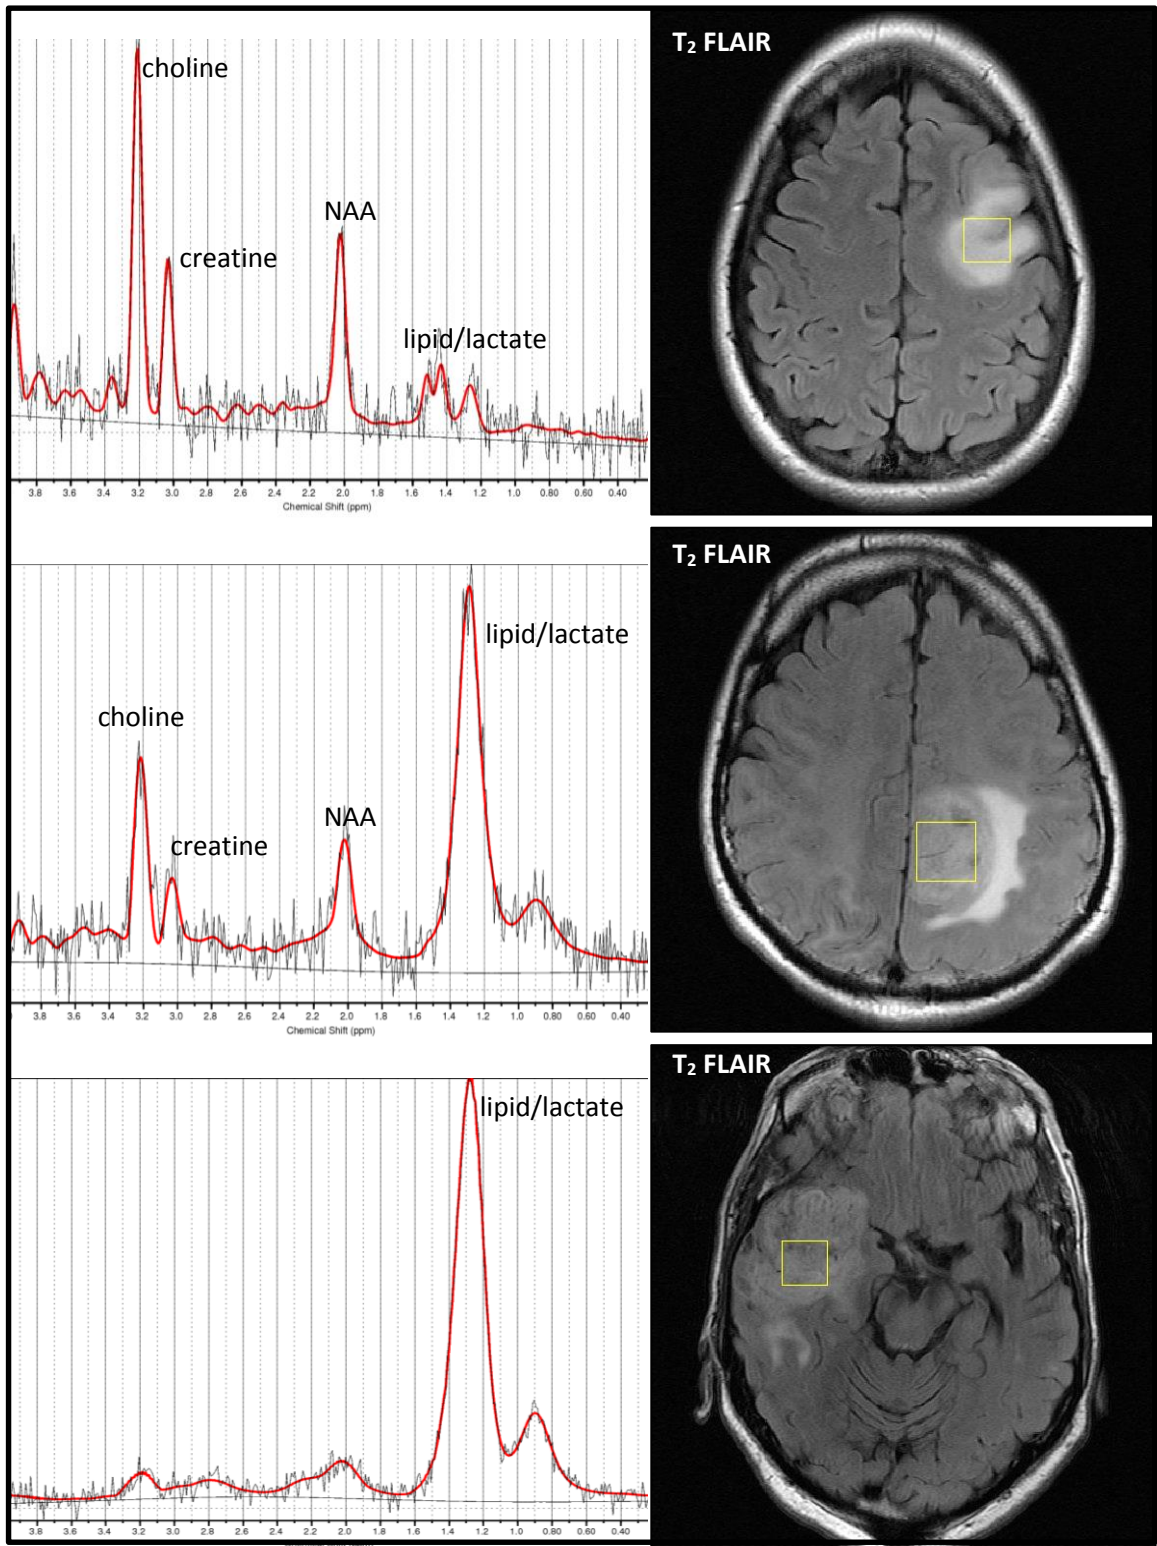 T₂ FLAIR
choline
NAA
creatine
lipid/lactate
3.8 3.6 3.4 3.2 3.0 2.8 2.6 2.4 2.2 2.0 1.8 1.6 1.4 1.2 1.0 0.80 0.60 0.40
Chemical Shift (ppm)
T₂ FLAIR
lipid/lactate
choline
NAA
creatine
3.8 3.6 3.4 3.2 3.0 2.8 2.6 2.4 2.2 2.0 1.8 1.6 1.4 1.2 1.0 0.80 0.60 0.40
Chemical Shift (ppm)
T₂ FLAIR
lipid/lactate
3.8 3.6 3.4 3.2 3.0 2.8 2.6 2.4 2.2 2.0 1.8 1.6 1.4 1.2 1.0 0.80 0.60 0.40